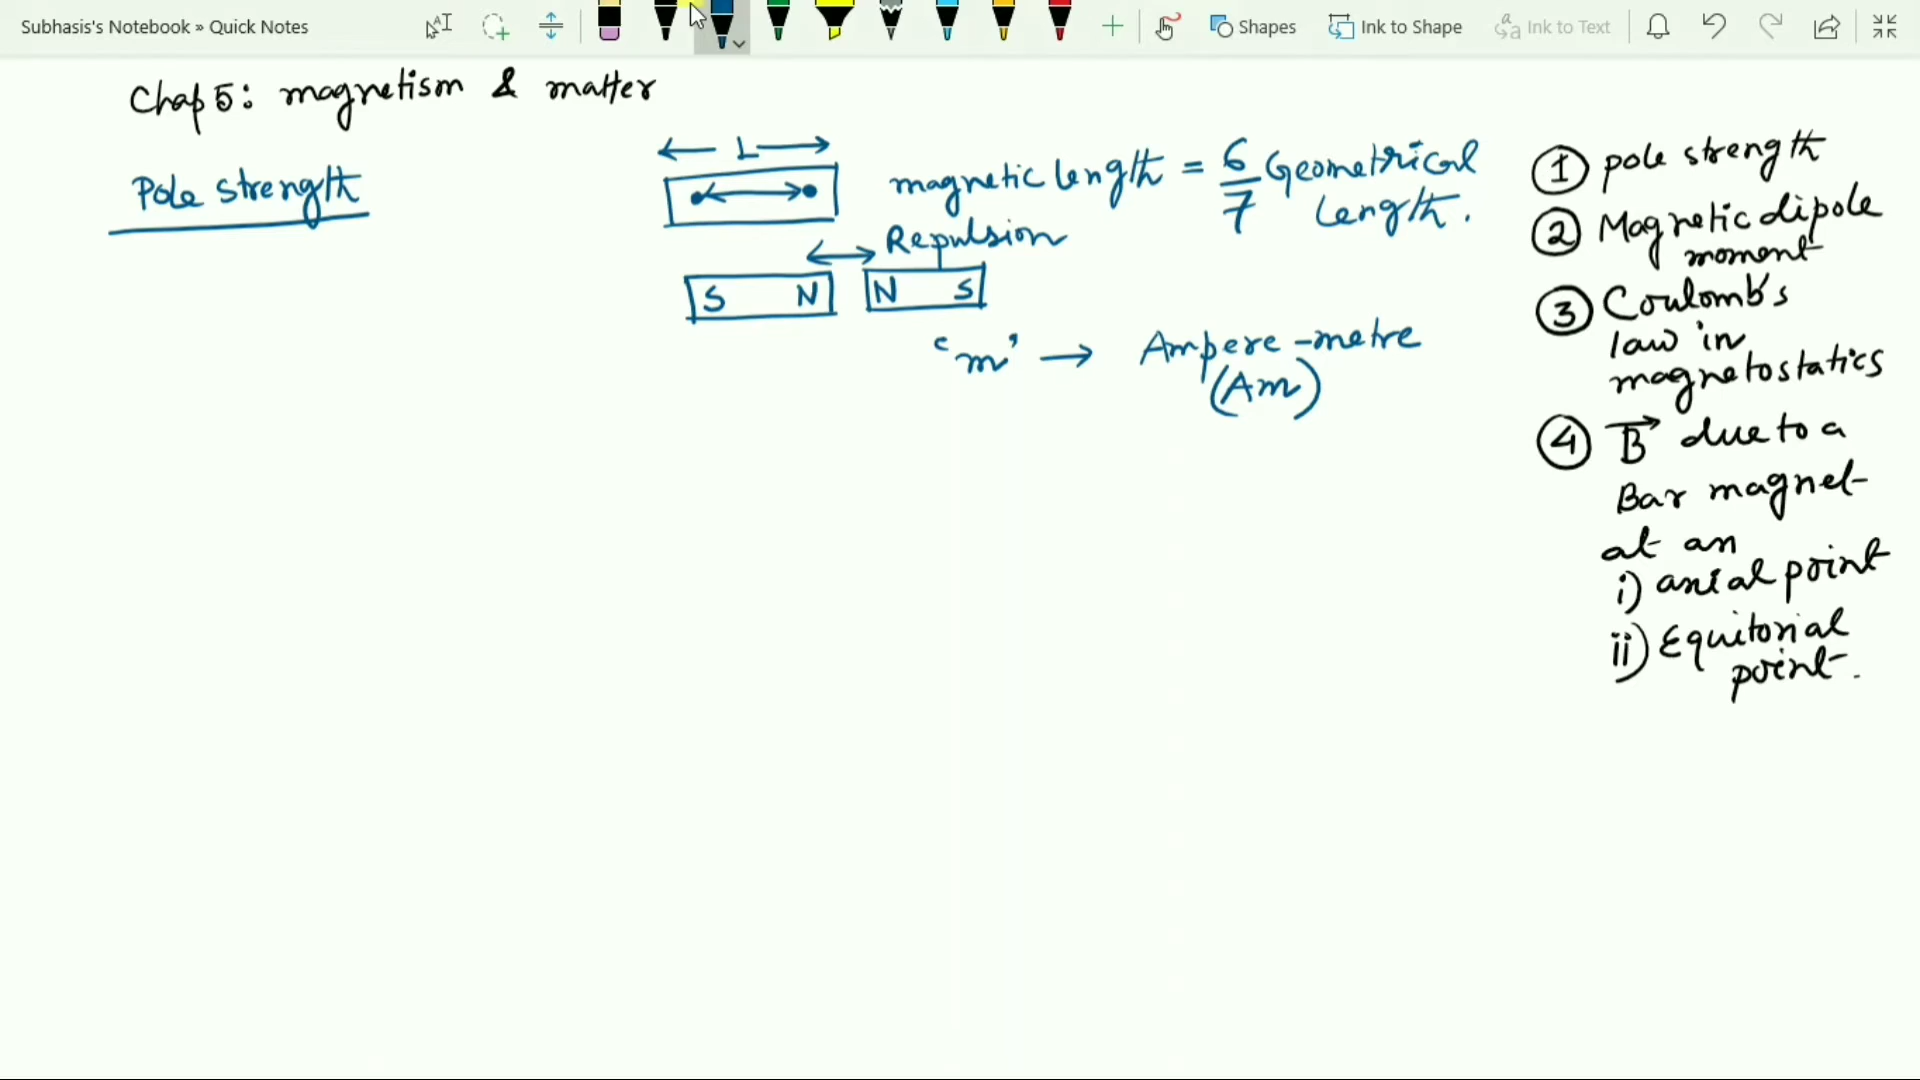 Subhasis's Notebook » Quick Notes
Shapes
Ink to Shape
Ink to Text
Chap 5: magnetism & matter
Pole strength
L
magnetic length = 6/7 Geometrical
length.
Repulsion
S N N S
'm' → Ampere-metre
(Am)
① pole strength
② Magnetic dipole
moment
③ Coulomb's
law in
magnetostatics
④ B⃗ due to a
Bar magnet
at an
i) axial point
ii) Equitorial
point.